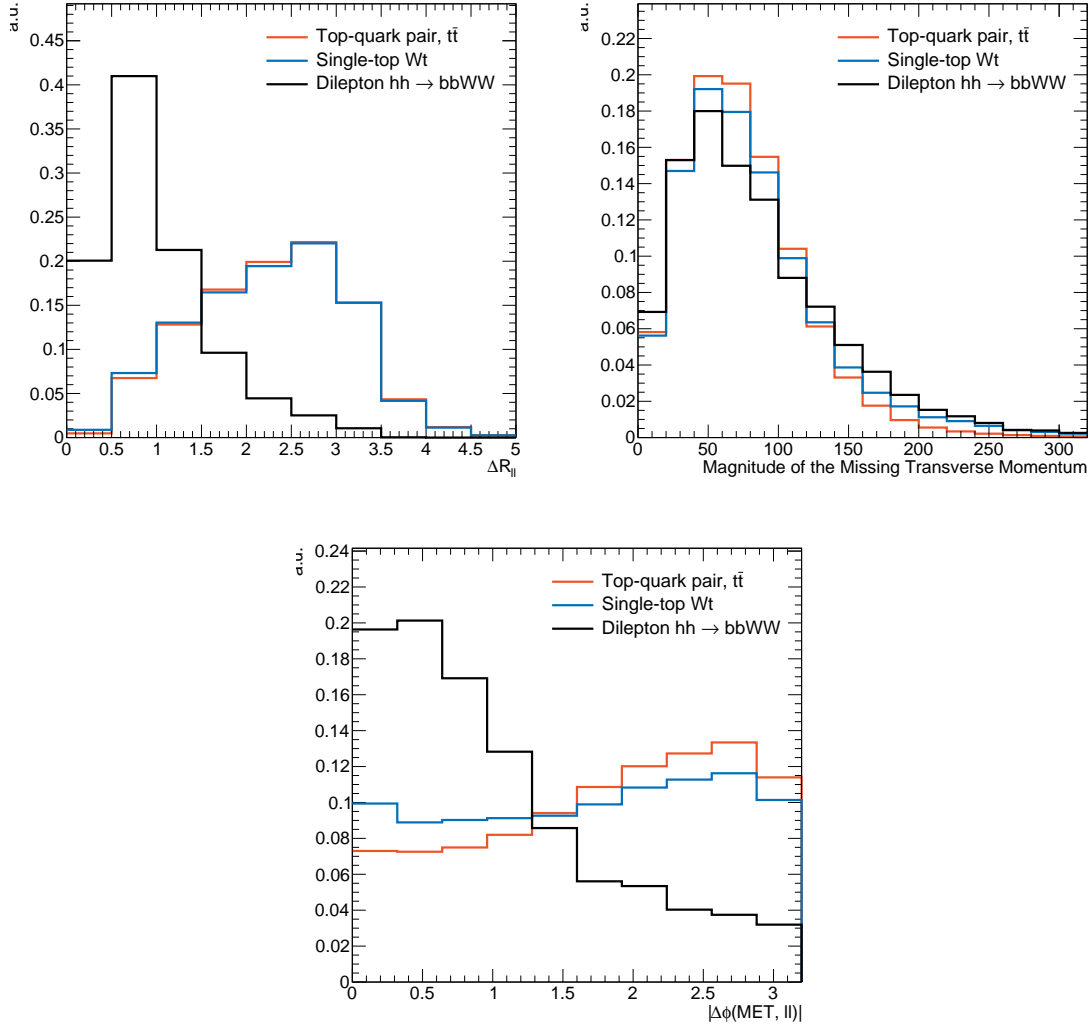 a.u.
0.45
0.4
0.35
0.3
0.25
0.2
0.15
0.1
0.05
0
Top-quark pair, tt̄
Single-top Wt
Dilepton hh → bbWW
0 0.5 1 1.5 2 2.5 3 3.5 4 4.5 5
ΔR_ll
a.u.
0.22
0.2
0.18
0.16
0.14
0.12
0.1
0.08
0.06
0.04
0.02
0
Top-quark pair, tt̄
Single-top Wt
Dilepton hh → bbWW
0 50 100 150 200 250 300
Magnitude of the Missing Transverse Momentum
a.u.
0.24
0.22
0.2
0.18
0.16
0.14
0.12
0.1
0.08
0.06
0.04
0.02
0
Top-quark pair, tt̄
Single-top Wt
Dilepton hh → bbWW
0 0.5 1 1.5 2 2.5 3
|Δϕ(MET, ll)|